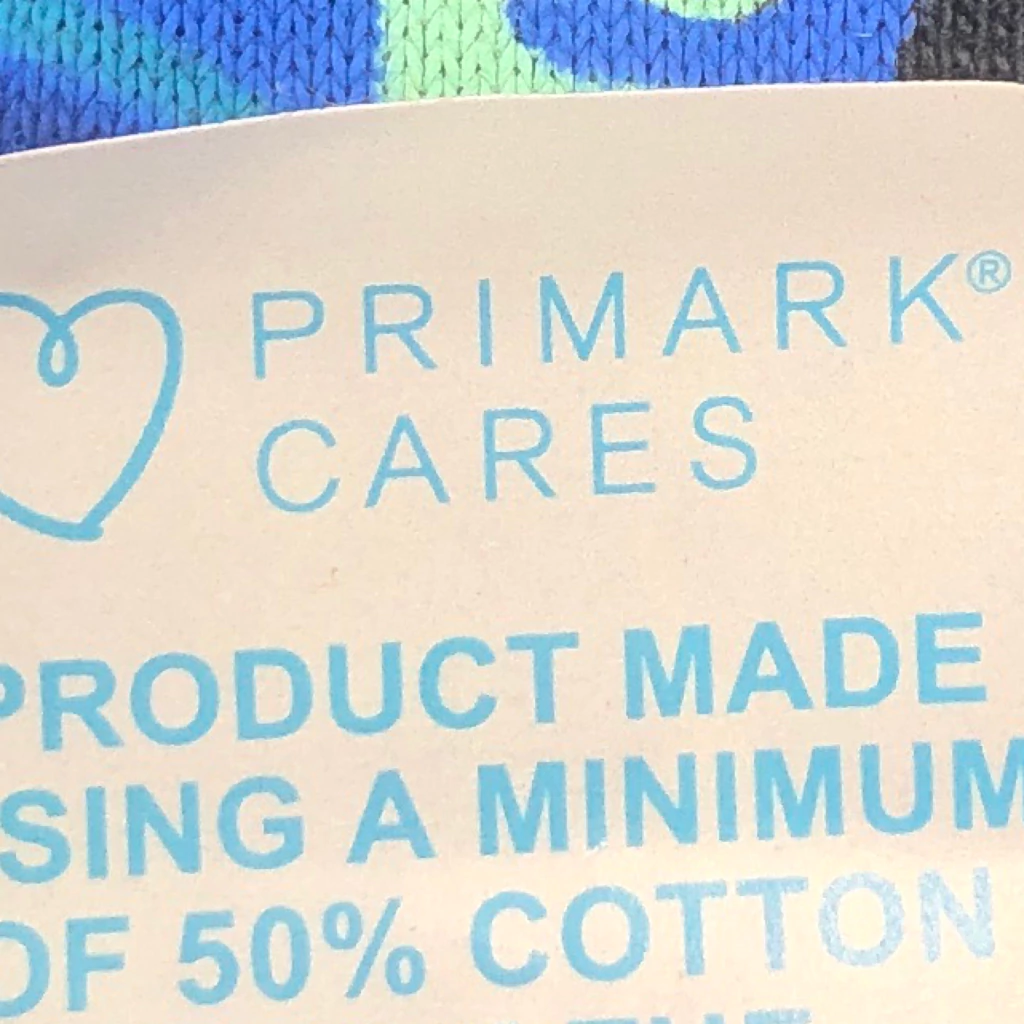 PRIMARK®
CARES
PRODUCT MADE
SING A MINIMUM
OF 50% COTTON